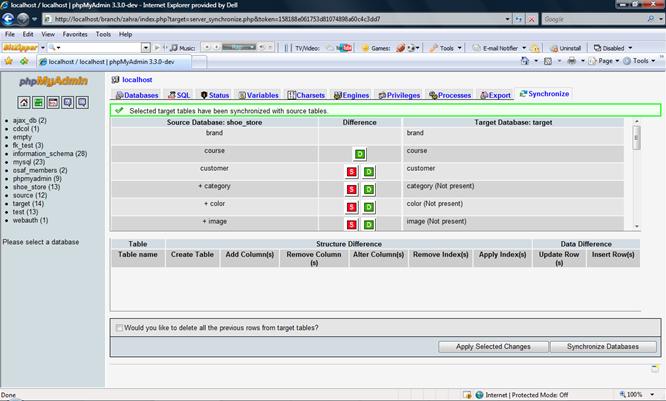 localhost / localhost | phpMyAdmin 3.3.0-dev - Internet Explorer provided by Dell
http://localhost/branch/zahra/index.php?target=server_synchronize.php&token=158188e061753d81074898a60c4c3dd7
File Edit View Favorites Tools Help
BitZipper Music: TV/Video: YouTube Games: Tools E-mail Notifier Uninstall Disabled
localhost / localhost | phpMyAdmin 3.3.0-dev Page Tools
phpMyAdmin
ajax_db (2)
cdcol (1)
empty
fk_test (3)
information_schema (28)
mysql (23)
osaf_members (2)
phpmyadmin (9)
shoe_store (13)
source (12)
target (14)
test (13)
webauth (1)
Please select a database
localhost
Databases SQL Status Variables Charsets Engines Privileges Processes Export Synchronize
Selected target tables have been synchronized with source tables.
Source Database: shoe_store Difference Target Database: target
brand brand
course D course
customer S D customer
+ category S D category (Not present)
+ color S D color (Not present)
+ image S D image (Not present)
Table Structure Difference Data Difference
Table name Create Table Add Column(s) Remove Column(s) Alter Column(s) Remove Index(s) Apply Index(s) Update Row(s) Insert Row(s)
Would you like to delete all the previous rows from target tables?
Apply Selected Changes Synchronize Databases
Done Internet | Protected Mode: Off 100%